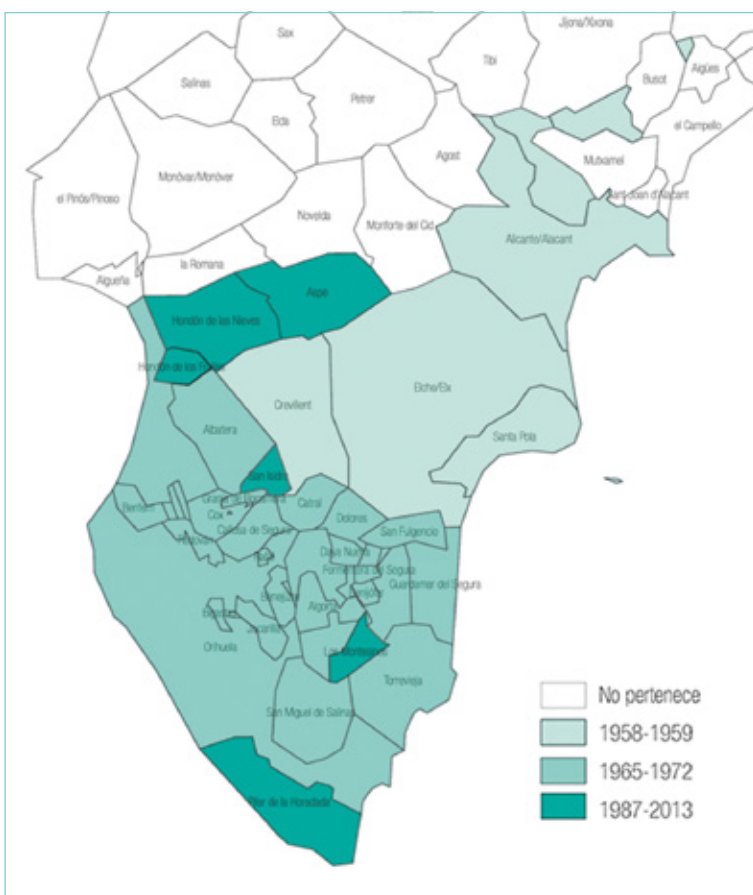 Jijona/Xixona
Sax
Tibi
Salinas
Petrer
Busot
Aigües
Elda
el Campello
Agost
Mutxamel
Monóvar/Monóver
el Pinós/Pinoso
Sant Joan d'Alacant
Novelda
Monforte del Cid
Alicante/Alacant
la Romana
Algueña
Aspe
Hondón de las Nieves
Hondón de los Frailes
Elche/Elx
Crevillent
Albatera
Santa Pola
San Isidro
Granja de Rocamora
Catral
Benferri
Cox
Dolores
Callosa de Segura
San Fulgencio
Daya Nueva
Formentera del Segura
Guardamar del Segura
Benejúzar
Algorfa
Bigastro
Jacarilla
Orihuela
Los Montesinos
Torrevieja
San Miguel de Salinas
Pilar de la Horadada
No pertenece
1958-1959
1965-1972
1987-2013